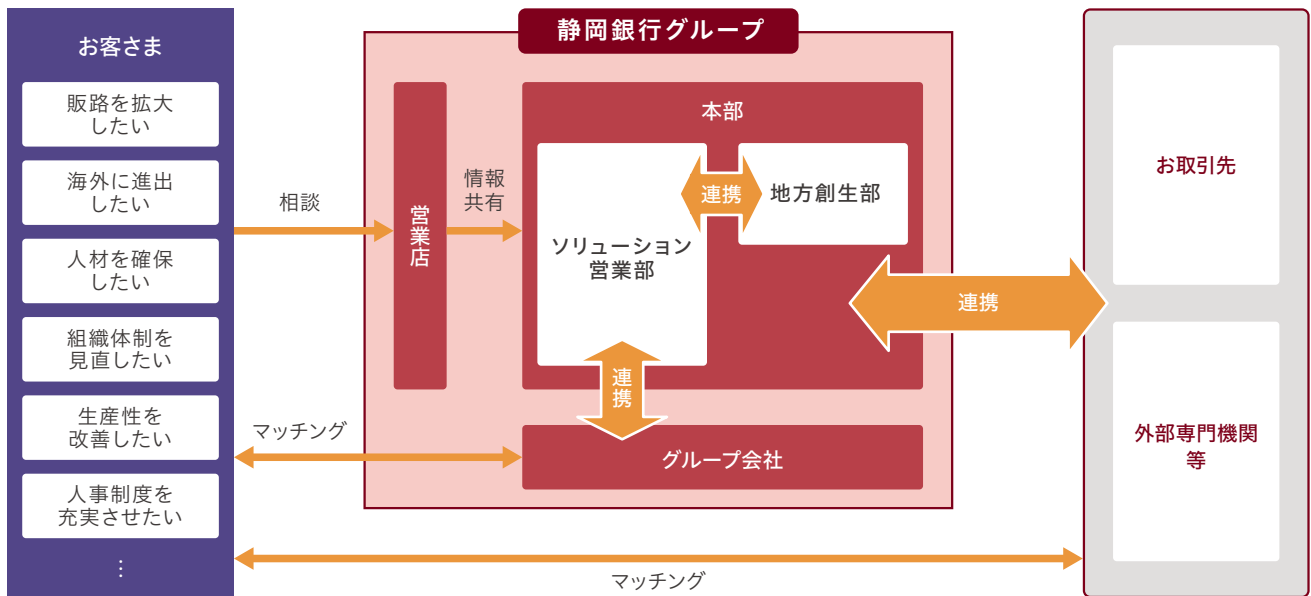 お客さま
販路を拡大
したい
海外に進出
したい
人材を確保
したい
組織体制を
見直したい
生産性を
改善したい
人事制度を
充実させたい
…
相談
マッチング
静岡銀行グループ
営業店
情報
共有
本部
ソリューション
営業部
連携
地方創生部
連携
グループ会社
連携
マッチング
お取引先
外部専門機関
等